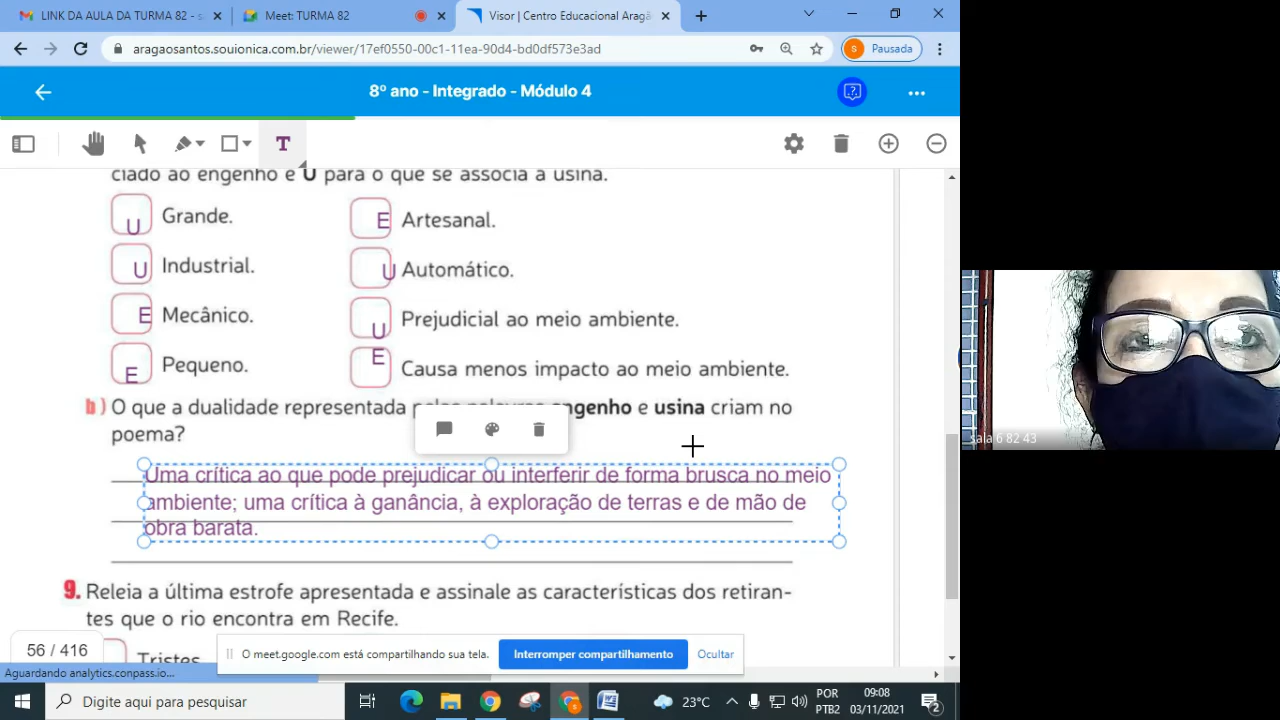 LINK DA AULA DA TURMA 82 - s
Meet: TURMA 82
Visor | Centro Educacional Aragã
aragaosantos.souionica.com.br/viewer/17ef0550-00c1-11ea-90d4-bd0df573e3ad
S Pausada
8º ano - Integrado - Módulo 4
T
ciado ao engenho e U para o que se associa à usina.
U Grande. E Artesanal.
U Industrial. U Automático.
E Mecânico. U Prejudicial ao meio ambiente.
E Pequeno. E Causa menos impacto ao meio ambiente.
b) O que a dualidade representada engenho e usina criam no
poema?
Uma crítica ao que pode prejudicar ou interferir de forma brusca no meio
ambiente; uma crítica à ganância, à exploração de terras e de mão de
obra barata.
9. Releia a última estrofe apresentada e assinale as características dos retiran-
tes que o rio encontra em Recife.
Tristes
56 / 416
O meet.google.com está compartilhando sua tela. Interromper compartilhamento Ocultar
Aguardando analytics.conpass.io...
Digite aqui para pesquisar
23°C
POR
PTB2
09:08
03/11/2021
2
sala 6 82 43